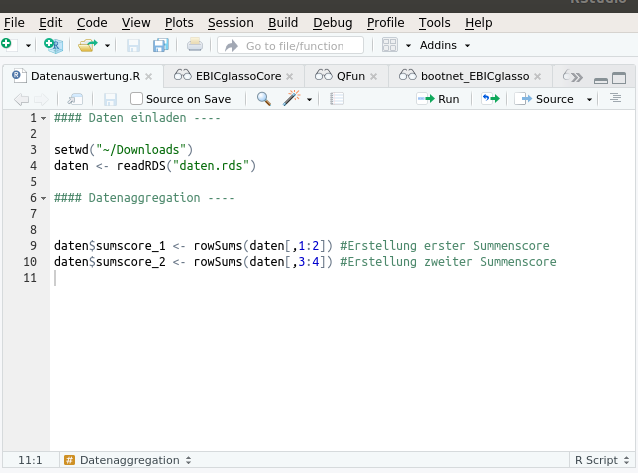 RStudio
File Edit Code View Plots Session Build Debug Profile Tools Help
Go to file/function Addins
Datenauswertung.R EBICglassoCore QFun bootnet_EBICglasso
Source on Save Run Source
1 #### Daten einladen ----
2
3 setwd("~/Downloads")
4 daten <- readRDS("daten.rds")
5
6 #### Datenaggregation ----
7
8
9 daten$sumscore_1 <- rowSums(daten[,1:2]) #Erstellung erster Summenscore
10 daten$sumscore_2 <- rowSums(daten[,3:4]) #Erstellung zweiter Summenscore
11
11:1 # Datenaggregation R Script